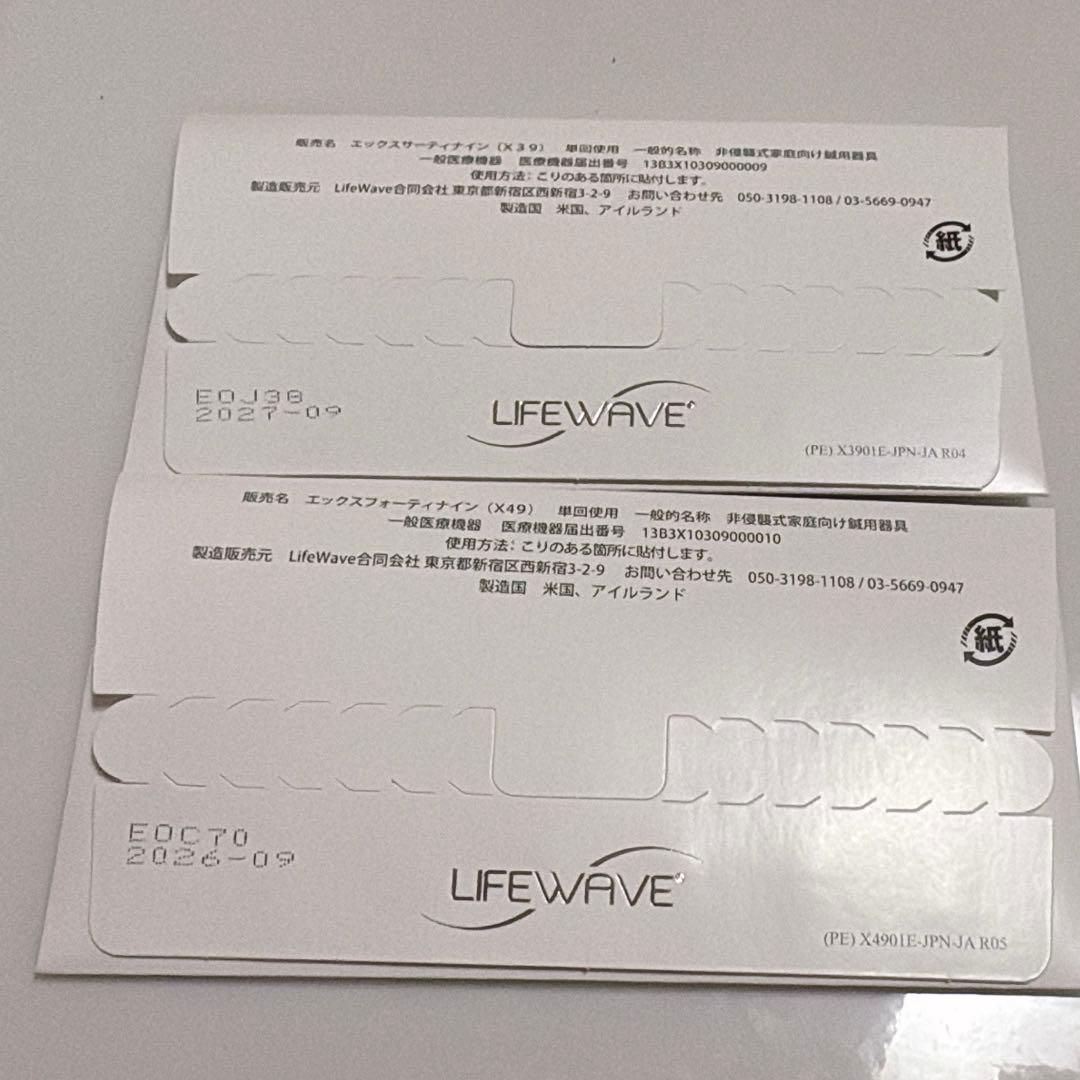 販売名 エックスサーティナイン（X39） 単回使用 一般的名称 非侵襲式家庭向け鍼用器具
一般医療機器 医療機器届出番号 13B3X10309000009
使用方法：こりのある箇所に貼付します。
製造販売元 LifeWave合同会社 東京都新宿区西新宿3-2-9 お問い合わせ先 050-3198-1108 / 03-5669-0947
製造国 米国、アイルランド
紙
EOJ38
2027-09
LIFEWAVE
(PE) X3901E-JPN-JA R04
販売名 エックスフォーティナイン（X49） 単回使用 一般的名称 非侵襲式家庭向け鍼用器具
一般医療機器 医療機器届出番号 13B3X10309000010
使用方法：こりのある箇所に貼付します。
製造販売元 LifeWave合同会社 東京都新宿区西新宿3-2-9 お問い合わせ先 050-3198-1108 / 03-5669-0947
製造国 米国、アイルランド
紙
EOC70
2026-09
LIFEWAVE
(PE) X4901E-JPN-JA R05